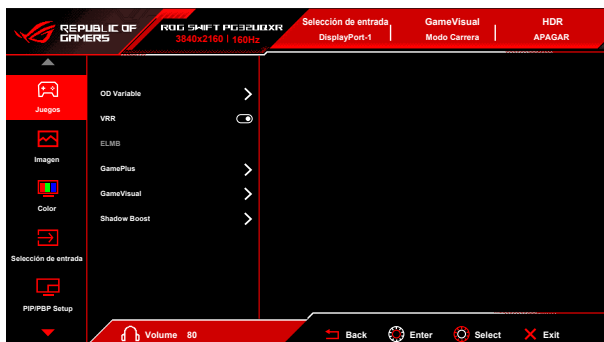 REPUBLIC OF
GAMERS
ROG SWIFT PG32UQXR
3840x2160 | 160Hz
Selección de entrada
DisplayPort-1
GameVisual
Modo Carrera
HDR
APAGAR
Juegos
Imagen
Color
Selección de entrada
PIP/PBP Setup
OD Variable
VRR
ELMB
GamePlus
GameVisual
Shadow Boost
Volume 80
Back
Enter
Select
Exit